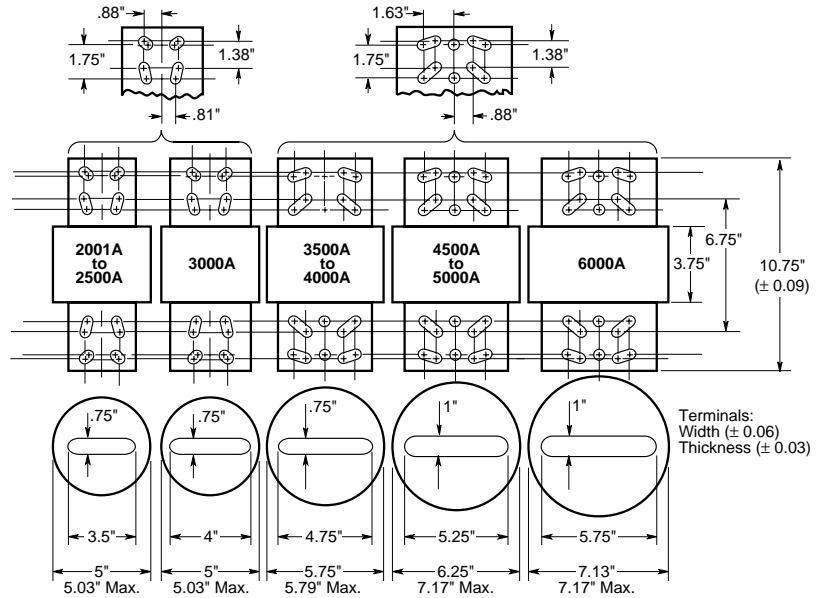 .88"
1.63"
1.75"
1.38"
1.75"
1.38"
.81"
.88"
2001A
to
2500A
3000A
3500A
to
4000A
4500A
to
5000A
6000A
3.75"
6.75"
10.75"
(± 0.09)
.75"
.75"
.75"
1"
1"
Terminals:
Width (± 0.06)
Thickness (± 0.03)
3.5"
4"
4.75"
5.25"
5.75"
5"
5"
5.75"
6.25"
7.13"
5.03" Max.
5.03" Max.
5.79" Max.
7.17" Max.
7.17" Max.